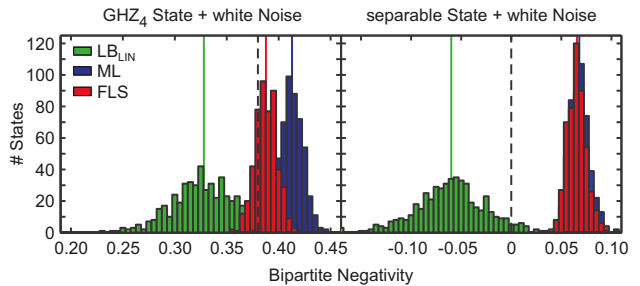 GHZ4 State + white Noise
separable State + white Noise
# States
120
100
80
60
40
20
0
LBLIN
ML
FLS
0.20 0.25 0.30 0.35 0.40 0.45
-0.10 -0.05 0 0.05 0.10
Bipartite Negativity